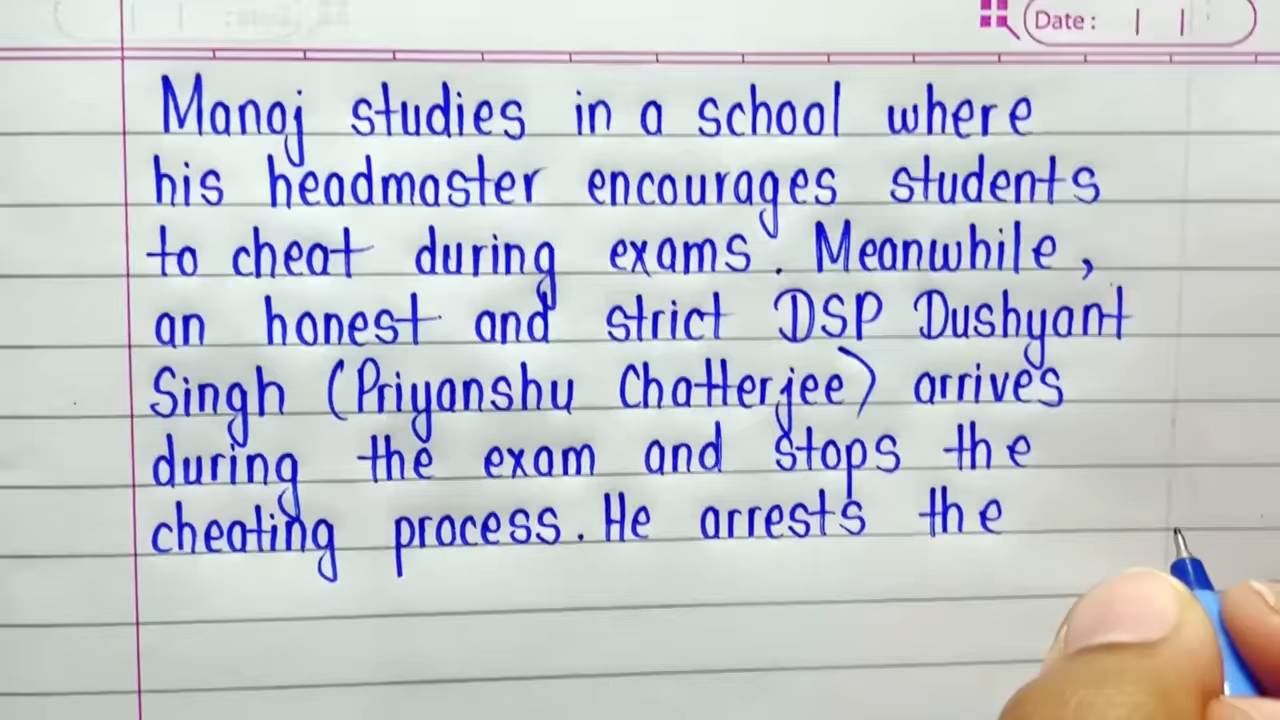 Date :
Manoj studies in a school where
his headmaster encourages students
to cheat during exams. Meanwhile,
an honest and strict DSP Dushyant
Singh (Priyanshu Chatterjee) arrives
during the exam and stops the
cheating process. He arrests the